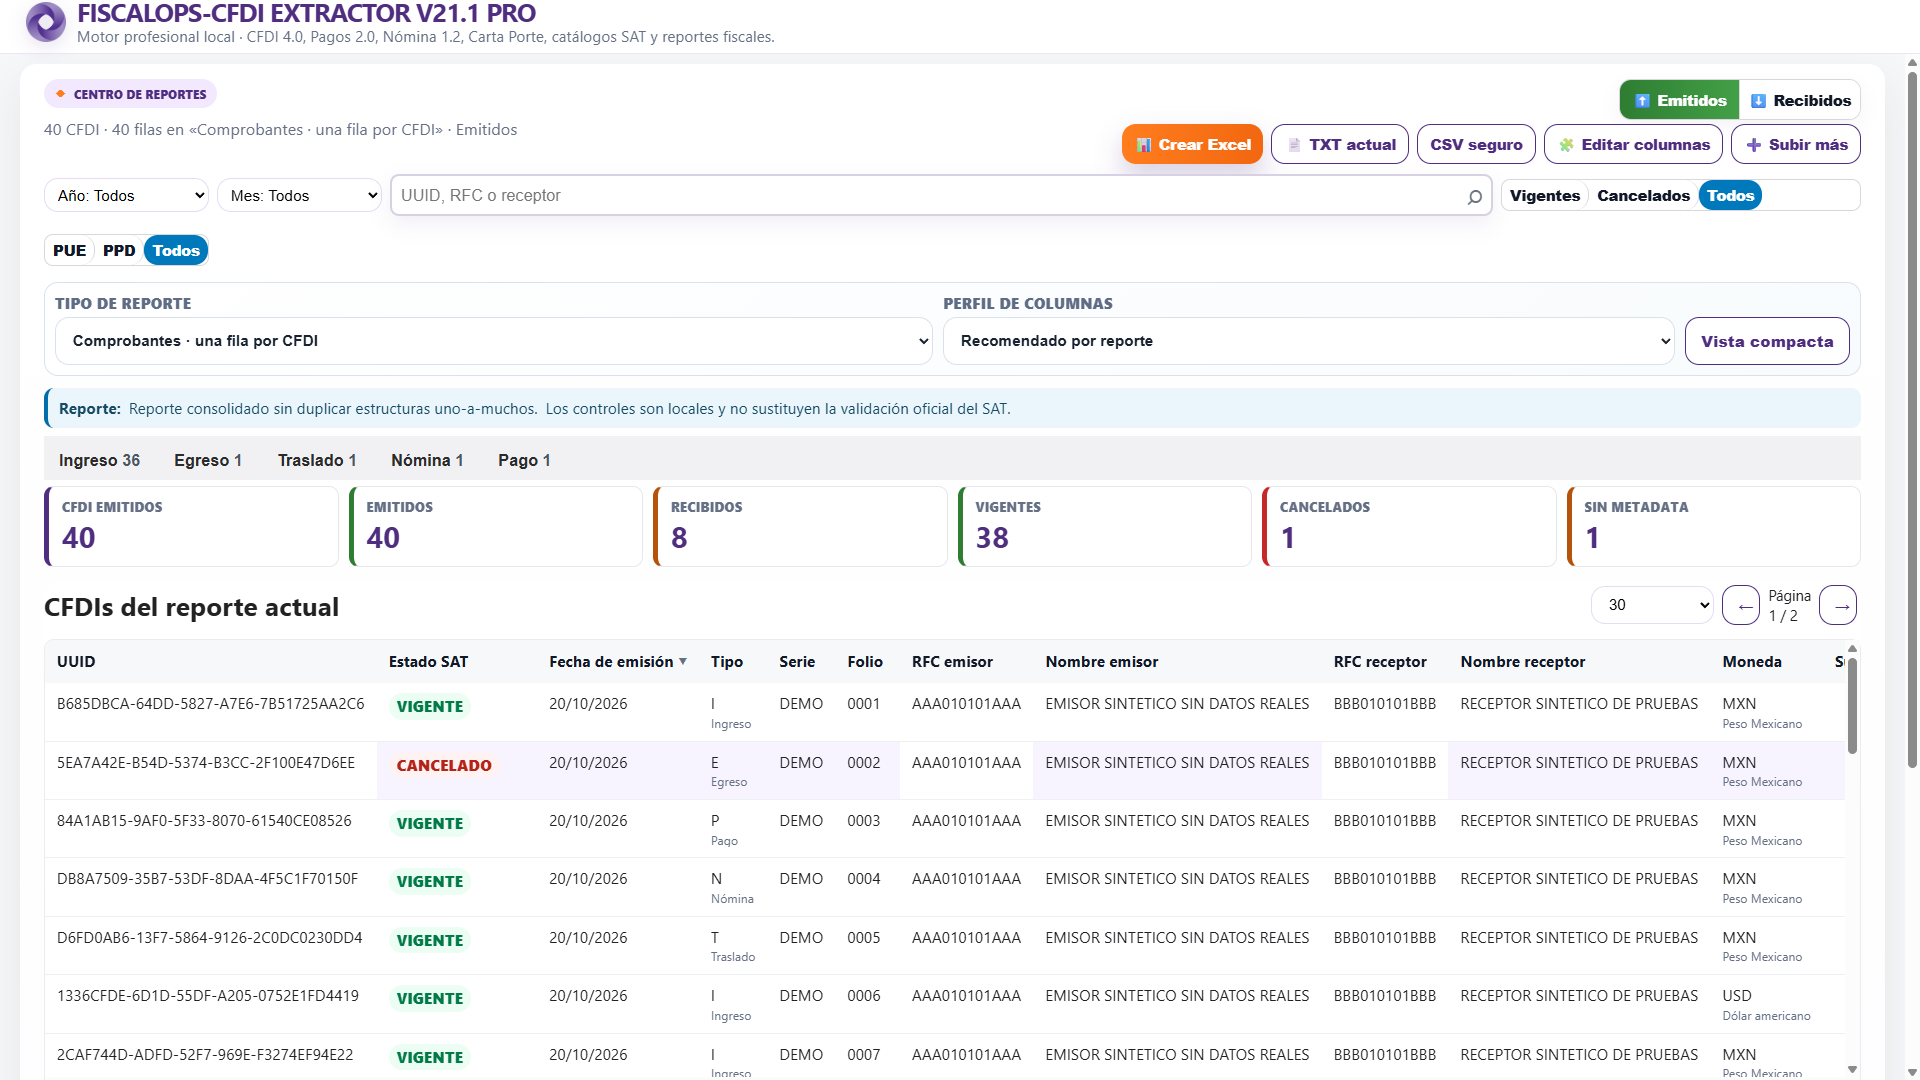 FISCALOPS-CFDI EXTRACTOR V21.1 PRO
Motor profesional local · CFDI 4.0, Pagos 2.0, Nómina 1.2, Carta Porte, catálogos SAT y reportes fiscales.
CENTRO DE REPORTES
Emitidos Recibidos
40 CFDI · 40 filas en «Comprobantes · una fila por CFDI» · Emitidos
Crear Excel TXT actual CSV seguro Editar columnas Subir más
Año: Todos Mes: Todos UUID, RFC o receptor Vigentes Cancelados Todos
PUE PPD Todos
TIPO DE REPORTE PERFIL DE COLUMNAS
Comprobantes · una fila por CFDI Recomendado por reporte Vista compacta
Reporte: Reporte consolidado sin duplicar estructuras uno-a-muchos. Los controles son locales y no sustituyen la validación oficial del SAT.
Ingreso 36 Egreso 1 Traslado 1 Nómina 1 Pago 1
CFDI EMITIDOS EMITIDOS RECIBIDOS VIGENTES CANCELADOS SIN METADATA
40 40 8 38 1 1
CFDIs del reporte actual 30 ← Página 1 / 2 →
UUID Estado SAT Fecha de emisión Tipo Serie Folio RFC emisor Nombre emisor RFC receptor Nombre receptor Moneda
B685DBCA-64DD-5827-A7E6-7B51725AA2C6 VIGENTE 20/10/2026 I DEMO 0001 AAA010101AAA EMISOR SINTETICO SIN DATOS REALES BBB010101BBB RECEPTOR SINTETICO DE PRUEBAS MXN
Ingreso Peso Mexicano
5EA7A42E-B54D-5374-B3CC-2F100E47D6EE CANCELADO 20/10/2026 E DEMO 0002 AAA010101AAA EMISOR SINTETICO SIN DATOS REALES BBB010101BBB RECEPTOR SINTETICO DE PRUEBAS MXN
Egreso Peso Mexicano
84A1AB15-9AF0-5F33-8070-61540CE08526 VIGENTE 20/10/2026 P DEMO 0003 AAA010101AAA EMISOR SINTETICO SIN DATOS REALES BBB010101BBB RECEPTOR SINTETICO DE PRUEBAS MXN
Pago Peso Mexicano
DB8A7509-35B7-53DF-8DAA-4F5C1F70150F VIGENTE 20/10/2026 N DEMO 0004 AAA010101AAA EMISOR SINTETICO SIN DATOS REALES BBB010101BBB RECEPTOR SINTETICO DE PRUEBAS MXN
Nómina Peso Mexicano
D6FD0AB6-13F7-5864-9126-2C0DC0230DD4 VIGENTE 20/10/2026 T DEMO 0005 AAA010101AAA EMISOR SINTETICO SIN DATOS REALES BBB010101BBB RECEPTOR SINTETICO DE PRUEBAS MXN
Traslado Peso Mexicano
1336CFDE-6D1D-55DF-A205-0752E1FD4419 VIGENTE 20/10/2026 I DEMO 0006 AAA010101AAA EMISOR SINTETICO SIN DATOS REALES BBB010101BBB RECEPTOR SINTETICO DE PRUEBAS USD
Ingreso Dólar americano
2CAF744D-ADFD-52F7-969E-F3274EF94E22 VIGENTE 20/10/2026 I DEMO 0007 AAA010101AAA EMISOR SINTETICO SIN DATOS REALES BBB010101BBB RECEPTOR SINTETICO DE PRUEBAS MXN
Ingreso Peso Mexicano